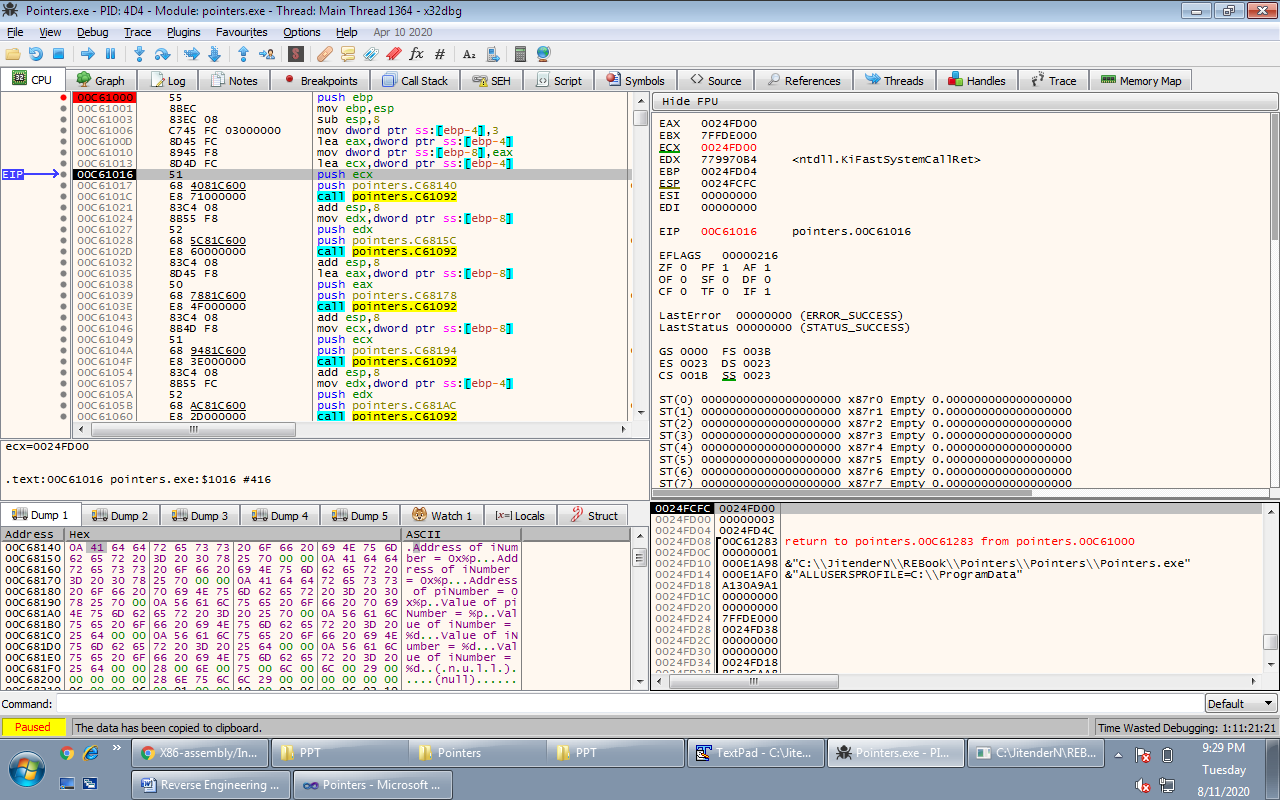 Pointers.exe - PID: 4D4 - Module: pointers.exe - Thread: Main Thread 1364 - x32dbg
File View Debug Trace Plugins Favourites Options Help Apr 10 2020
CPU Graph Log Notes Breakpoints Call Stack SEH Script Symbols Source References Threads Handles Trace Memory Map
EIP
00C61000 55 push ebp
00C61001 8BEC mov ebp,esp
00C61003 83EC 08 sub esp,8
00C61006 C745 FC 03000000 mov dword ptr ss:[ebp-4],3
00C6100D 8D45 FC lea eax,dword ptr ss:[ebp-4]
00C61010 8945 F8 mov dword ptr ss:[ebp-8],eax
00C61013 8D4D FC lea ecx,dword ptr ss:[ebp-4]
00C61016 51 push ecx
00C61017 68 4081C600 push pointers.C68140
00C6101C E8 71000000 call pointers.C61092
00C61021 83C4 08 add esp,8
00C61024 8B55 F8 mov edx,dword ptr ss:[ebp-8]
00C61027 52 push edx
00C61028 68 5C81C600 push pointers.C6815C
00C6102D E8 60000000 call pointers.C61092
00C61032 83C4 08 add esp,8
00C61035 8D45 F8 lea eax,dword ptr ss:[ebp-8]
00C61038 50 push eax
00C61039 68 7881C600 push pointers.C68178
00C6103E E8 4F000000 call pointers.C61092
00C61043 83C4 08 add esp,8
00C61046 8B4D F8 mov ecx,dword ptr ss:[ebp-8]
00C61049 51 push ecx
00C6104A 68 9481C600 push pointers.C68194
00C6104F E8 3E000000 call pointers.C61092
00C61054 83C4 08 add esp,8
00C61057 8B55 FC mov edx,dword ptr ss:[ebp-4]
00C6105A 52 push edx
00C6105B 68 AC81C600 push pointers.C681AC
00C61060 E8 2D000000 call pointers.C61092
Hide FPU
EAX 0024FD00
EBX 7FFDE000
ECX 0024FD00
EDX 779970B4 <ntdll.KiFastSystemCallRet>
EBP 0024FD04
ESP 0024FCFC
ESI 00000000
EDI 00000000
EIP 00C61016 pointers.00C61016
EFLAGS 00000216
ZF 0 PF 1 AF 1
OF 0 SF 0 DF 0
CF 0 TF 0 IF 1
LastError 00000000 (ERROR_SUCCESS)
LastStatus 00000000 (STATUS_SUCCESS)
GS 0000 FS 003B
ES 0023 DS 0023
CS 001B SS 0023
ST(0) 00000000000000000000 x87r0 Empty 0.000000000000000000
ST(1) 00000000000000000000 x87r1 Empty 0.000000000000000000
ST(2) 00000000000000000000 x87r2 Empty 0.000000000000000000
ST(3) 00000000000000000000 x87r3 Empty 0.000000000000000000
ST(4) 00000000000000000000 x87r4 Empty 0.000000000000000000
ST(5) 00000000000000000000 x87r5 Empty 0.000000000000000000
ST(6) 00000000000000000000 x87r6 Empty 0.000000000000000000
ST(7) 00000000000000000000 x87r7 Empty 0.000000000000000000
ecx=0024FD00
.text:00C61016 pointers.exe:$1016 #416
Dump 1 Dump 2 Dump 3 Dump 4 Dump 5 Watch 1 [x=] Locals Struct
Address Hex ASCII
00C68140 0A 41 64 64 72 65 73 73 20 6F 66 20 69 4E 75 6D .Address of iNum
00C68150 62 65 72 20 3D 20 30 78 25 70 00 00 0A 41 64 64 ber = 0x%p...Add
00C68160 72 65 73 73 20 6F 66 20 69 4E 75 6D 62 65 72 20 ress of iNumber
00C68170 3D 20 30 78 25 70 00 00 0A 41 64 64 72 65 73 73 = 0x%p...Address
00C68180 20 6F 66 20 70 69 4E 75 6D 62 65 72 20 3D 20 30 of piNumber = 0
00C68190 78 25 70 00 0A 56 61 6C 75 65 20 6F 66 20 70 69 x%p..Value of pi
00C681A0 4E 75 6D 62 65 72 20 3D 20 25 70 00 0A 56 61 6C Number = %p..Val
00C681B0 75 65 20 6F 66 20 69 4E 75 6D 62 65 72 20 3D 20 ue of iNumber =
00C681C0 25 64 00 00 0A 56 61 6C 75 65 20 6F 66 20 69 4E %d...Value of iN
00C681D0 75 6D 62 65 72 20 3D 20 25 64 00 00 0A 56 61 6C umber = %d...Val
00C681E0 75 65 20 6F 66 20 69 4E 75 6D 62 65 72 20 3D 20 ue of iNumber =
00C681F0 25 64 00 00 28 00 6E 00 75 00 6C 00 6C 00 29 00 %d..(.n.u.l.l.).
00C68200 00 00 00 00 28 6E 75 6C 6C 29 00 00 00 00 00 00 ....(null)......
0024FCFC 0024FD00
0024FD00 00000003
0024FD04 0024FD4C
0024FD08 00C61283 return to pointers.00C61283 from pointers.00C61000
0024FD0C 00000001
0024FD10 000E1A98 &"C:\\JitenderN\\REBook\\Pointers\\Pointers\\Pointers.exe"
0024FD14 000E1AF0 &"ALLUSERSPROFILE=C:\\ProgramData"
0024FD18 A130A9A1
0024FD1C 00000000
0024FD20 00000000
0024FD24 7FFDE000
0024FD28 0024FD38
0024FD2C 00000000
0024FD30 00000000
0024FD34 0024FD18
Command: Default
Paused The data has been copied to clipboard. Time Wasted Debugging: 1:11:21:21
X86-assembly/In... PPT Pointers PPT TextPad - C:\Jite... Pointers.exe - PI... C:\JitenderN\REB...
Reverse Engineering ... Pointers - Microsoft ...
9:29 PM
Tuesday
8/11/2020